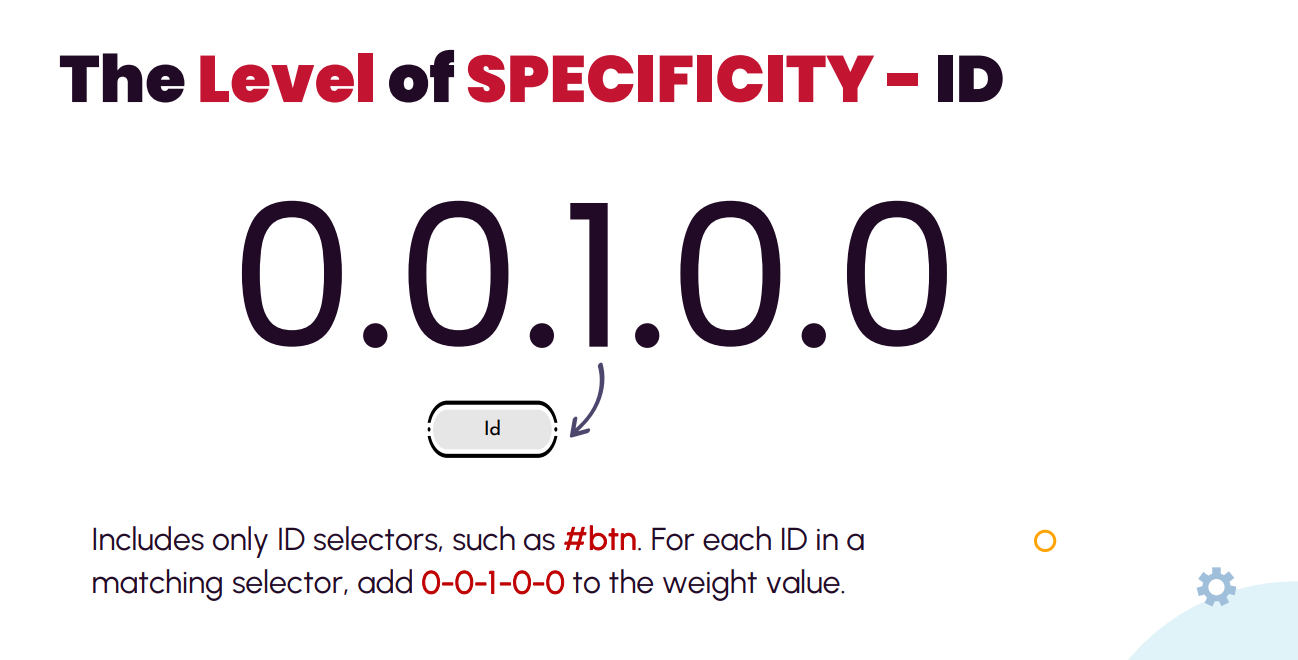 The Level of SPECIFICITY – ID
0.0.1.0.0
Id
Includes only ID selectors, such as #btn. For each ID in a
matching selector, add 0-0-1-0-0 to the weight value.